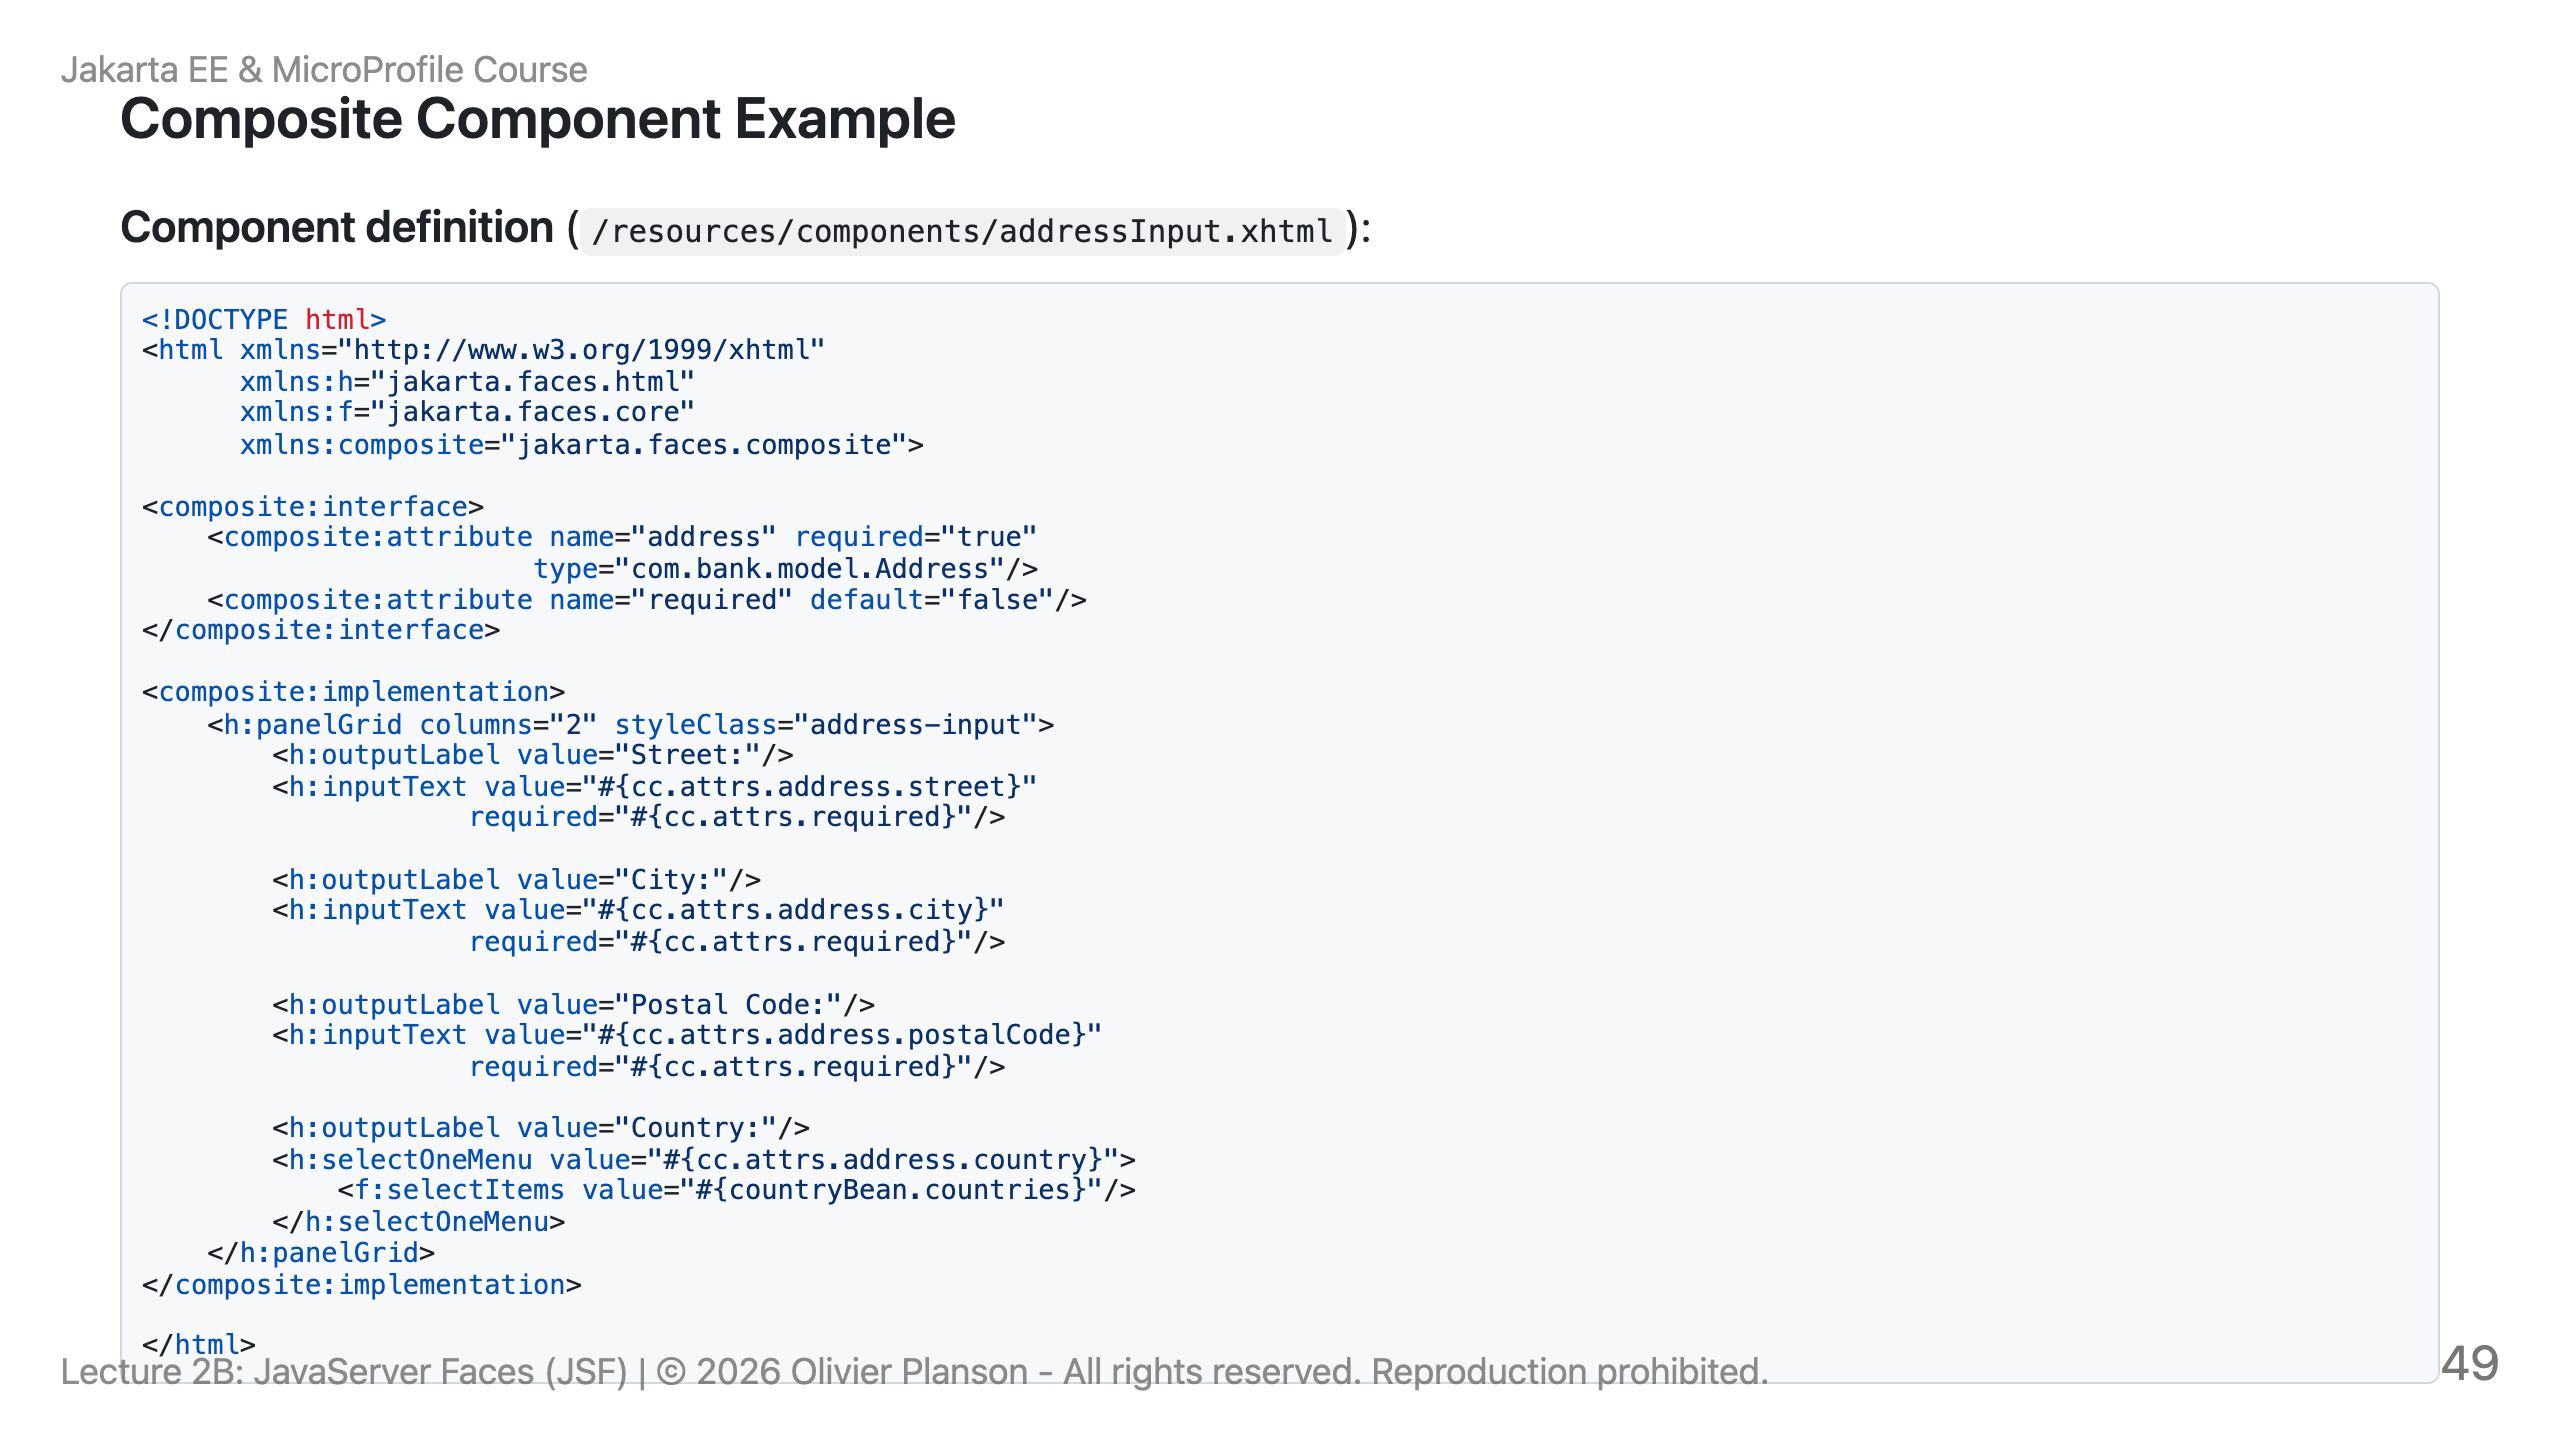 Jakarta EE & MicroProfile Course
Composite Component Example
Component definition (/resources/components/addressInput.xhtml):
<!DOCTYPE html>
<html xmlns="http://www.w3.org/1999/xhtml"
      xmlns:h="jakarta.faces.html"
      xmlns:f="jakarta.faces.core"
      xmlns:composite="jakarta.faces.composite">
<composite:interface>
    <composite:attribute name="address" required="true"
                        type="com.bank.model.Address"/>
    <composite:attribute name="required" default="false"/>
</composite:interface>
<composite:implementation>
    <h:panelGrid columns="2" styleClass="address-input">
        <h:outputLabel value="Street:"/>
        <h:inputText value="#{cc.attrs.address.street}"
                    required="#{cc.attrs.required}"/>
        <h:outputLabel value="City:"/>
        <h:inputText value="#{cc.attrs.address.city}"
                    required="#{cc.attrs.required}"/>
        <h:outputLabel value="Postal Code:"/>
        <h:inputText value="#{cc.attrs.address.postalCode}"
                    required="#{cc.attrs.required}"/>
        <h:outputLabel value="Country:"/>
        <h:selectOneMenu value="#{cc.attrs.address.country}">
            <f:selectItems value="#{countryBean.countries}"/>
        </h:selectOneMenu>
    </h:panelGrid>
</composite:implementation>
</html>
Lecture 2B: JavaServer Faces (JSF) | © 2026 Olivier Planson - All rights reserved. Reproduction prohibited.
49